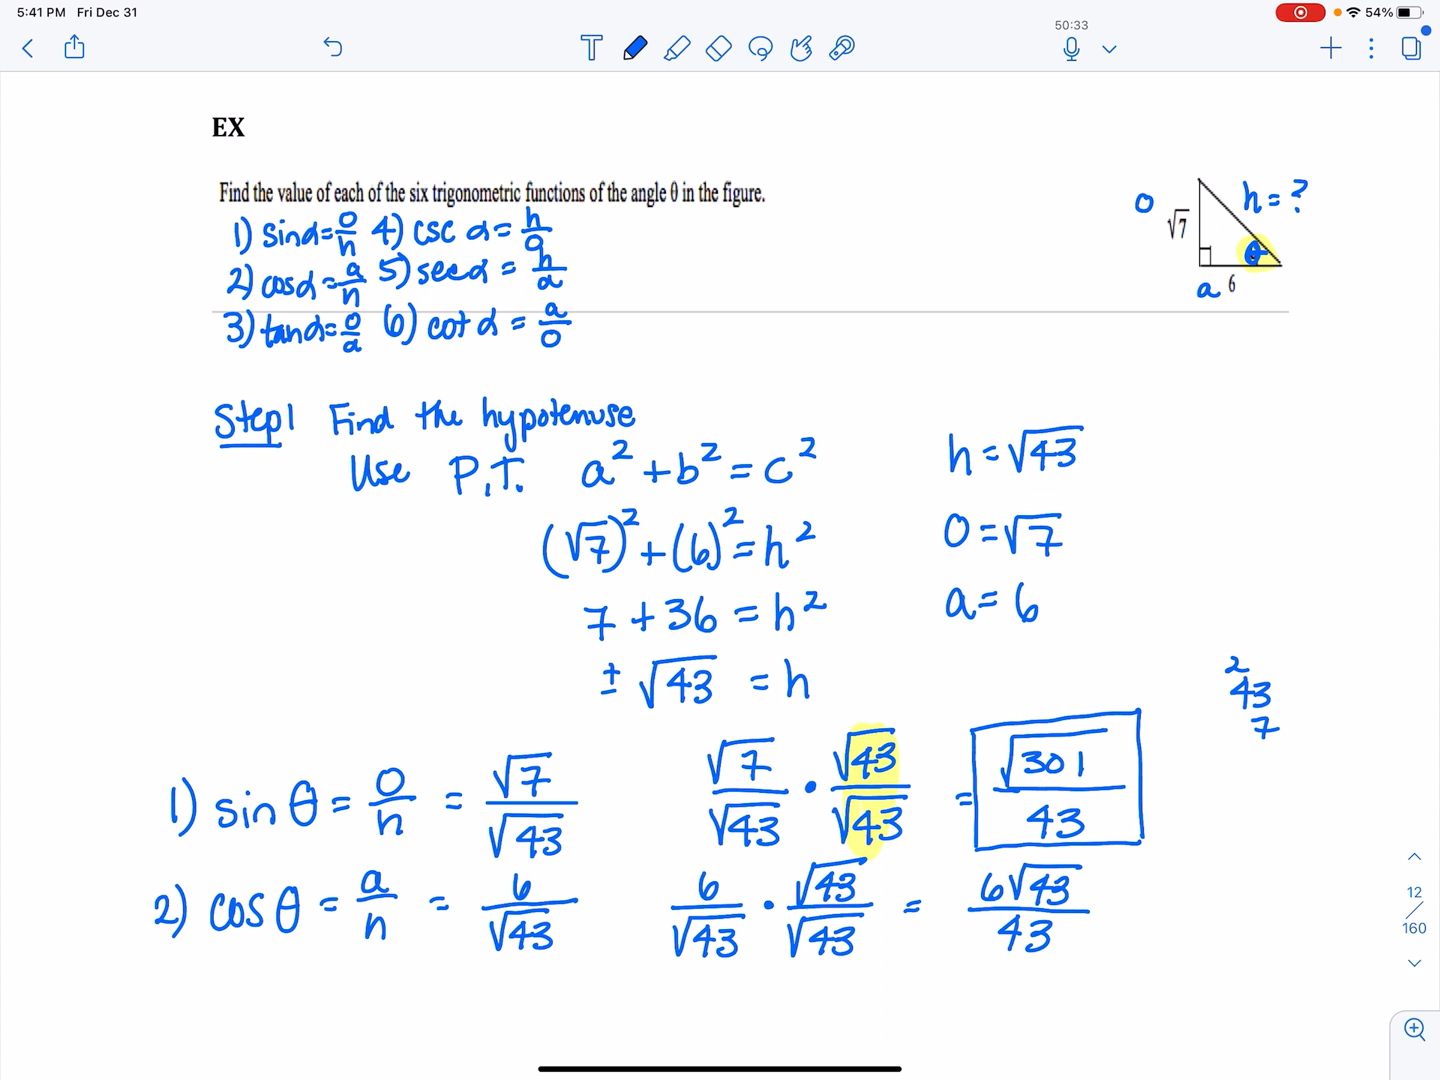 5:41 PM Fri Dec 31
54%
50:33
EX
Find the value of each of the six trigonometric functions of the angle θ in the figure.
1) sinα = o/h 4) csc α = h/o
2) cosα = a/h 5) secα = h/a
3) tanα = o/a 6) cot α = a/o
o √7 h = ?
θ
a 6
Step 1 Find the hypotenuse
Use P.T. a² + b² = c²
(√7)² + (6)² = h²
7 + 36 = h²
± √43 = h
h = √43
o = √7
a = 6
2
43
7
1) sin θ = o/h = √7/√43 √7/√43 • √43/√43 = √301/43
2) cos θ = a/h = 6/√43 6/√43 • √43/√43 = 6√43/43
12
160